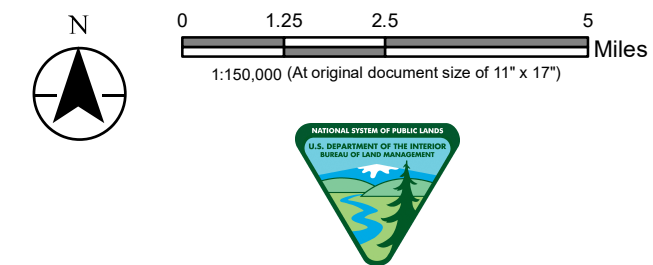 N
0 1.25 2.5 5
Miles
1:150,000 (At original document size of 11" x 17")
NATIONAL SYSTEM OF PUBLIC LANDS
U.S. DEPARTMENT OF THE INTERIOR
BUREAU OF LAND MANAGEMENT